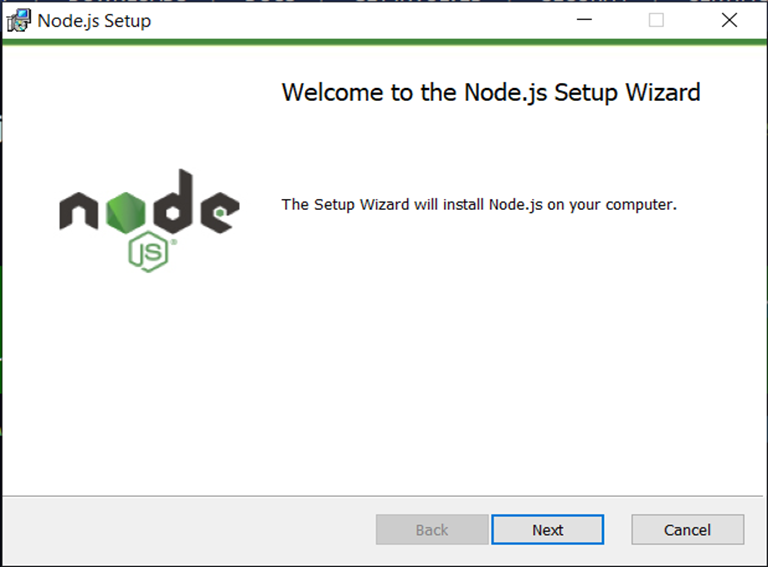 Node.js Setup
Welcome to the Node.js Setup Wizard
node
JS®
The Setup Wizard will install Node.js on your computer.
Back
Next
Cancel